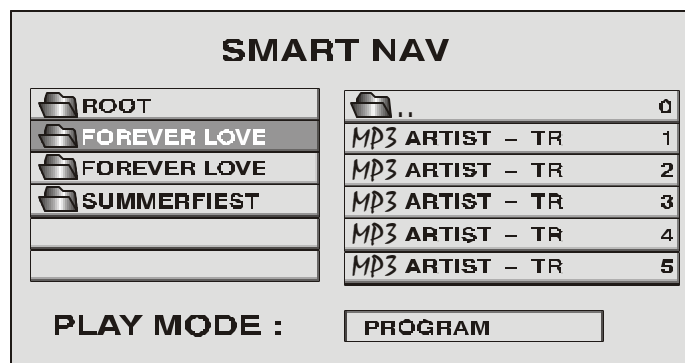 SMART NAV
ROOT
FOREVER LOVE
FOREVER LOVE
SUMMERFIEST
.. 0
MP3 ARTIST – TR 1
MP3 ARTIST – TR 2
MP3 ARTIST – TR 3
MP3 ARTIST – TR 4
MP3 ARTIST – TR 5
PLAY MODE : PROGRAM